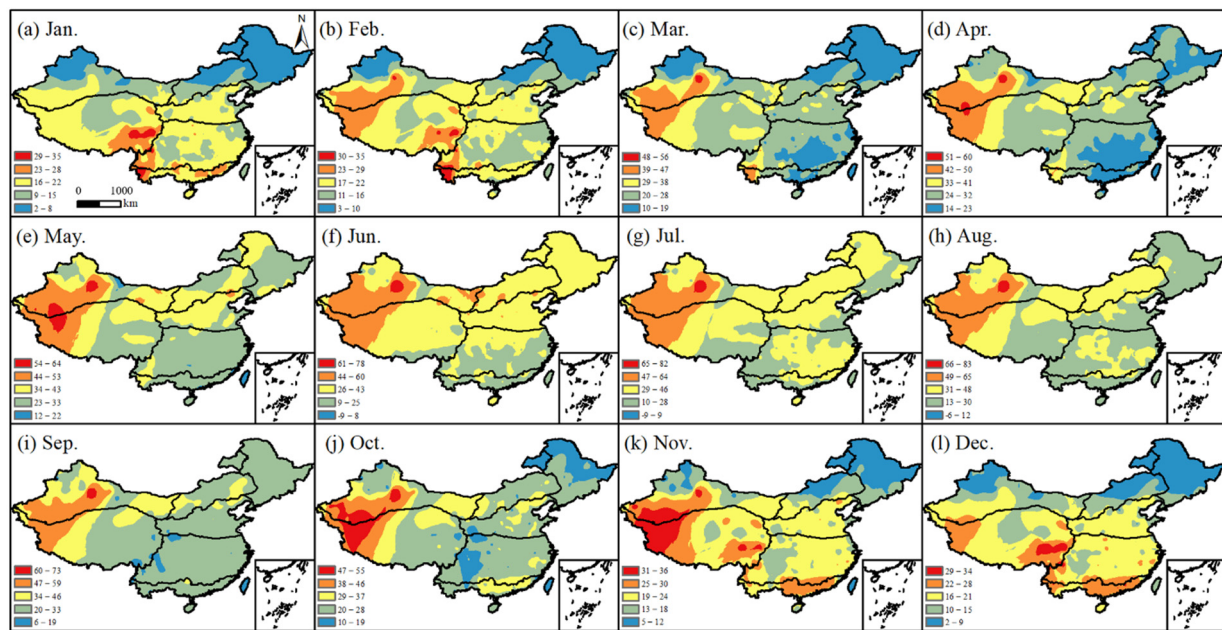 (a) Jan.
N
29 – 35
23 – 28
16 – 22
9 – 15
2 – 8
0 1000
km
(b) Feb.
30 – 35
23 – 29
17 – 22
11 – 16
3 – 10
(c) Mar.
48 – 56
39 – 47
29 – 38
20 – 28
10 – 19
(d) Apr.
51 – 60
42 – 50
33 – 41
24 – 32
14 – 23
(e) May.
54 – 64
44 – 53
34 – 43
23 – 33
12 – 22
(f) Jun.
61 – 78
44 – 60
26 – 43
9 – 25
-9 – 8
(g) Jul.
65 – 82
47 – 64
29 – 46
10 – 28
-9 – 9
(h) Aug.
66 – 83
49 – 65
31 – 48
13 – 30
-6 – 12
(i) Sep.
60 – 73
47 – 59
34 – 46
20 – 33
6 – 19
(j) Oct.
47 – 55
38 – 46
29 – 37
20 – 28
10 – 19
(k) Nov.
31 – 36
25 – 30
19 – 24
13 – 18
5 – 12
(l) Dec.
29 – 34
22 – 28
16 – 21
10 – 15
2 – 9